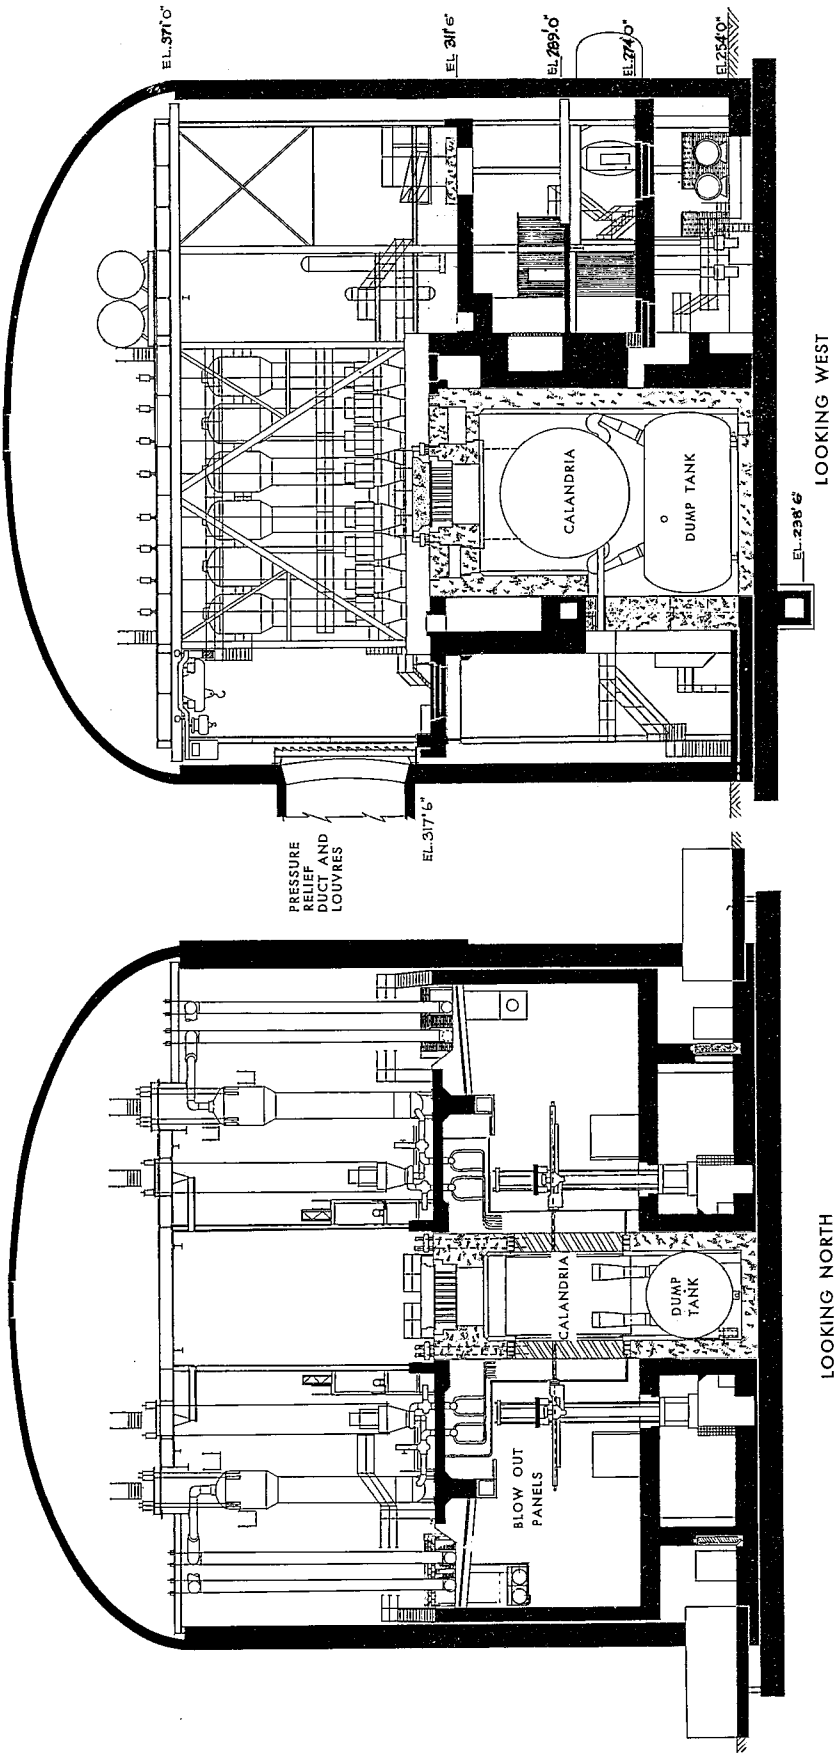 EL.371'0"
EL 311'6"
EL 289'.0"
EL 274'0
EL 254'0"
CALANDRIA
DUMP TANK
EL.238'6"
LOOKING WEST
PRESSURE
RELIEF
DUCT AND
LOUVRES
EL.317'6"
BLOW OUT
PANELS
CALANDRIA
DUMP
TANK
LOOKING NORTH